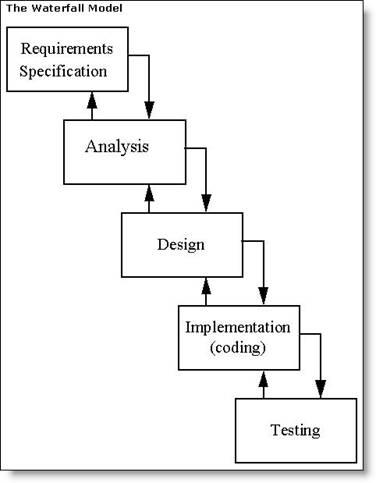 The Waterfall Model
Requirements
Specification
Analysis
Design
Implementation
(coding)
Testing